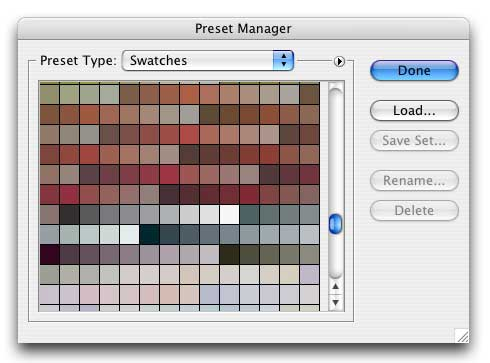 Preset Manager
Preset Type: Swatches
Done
Load...
Save Set...
Rename...
Delete